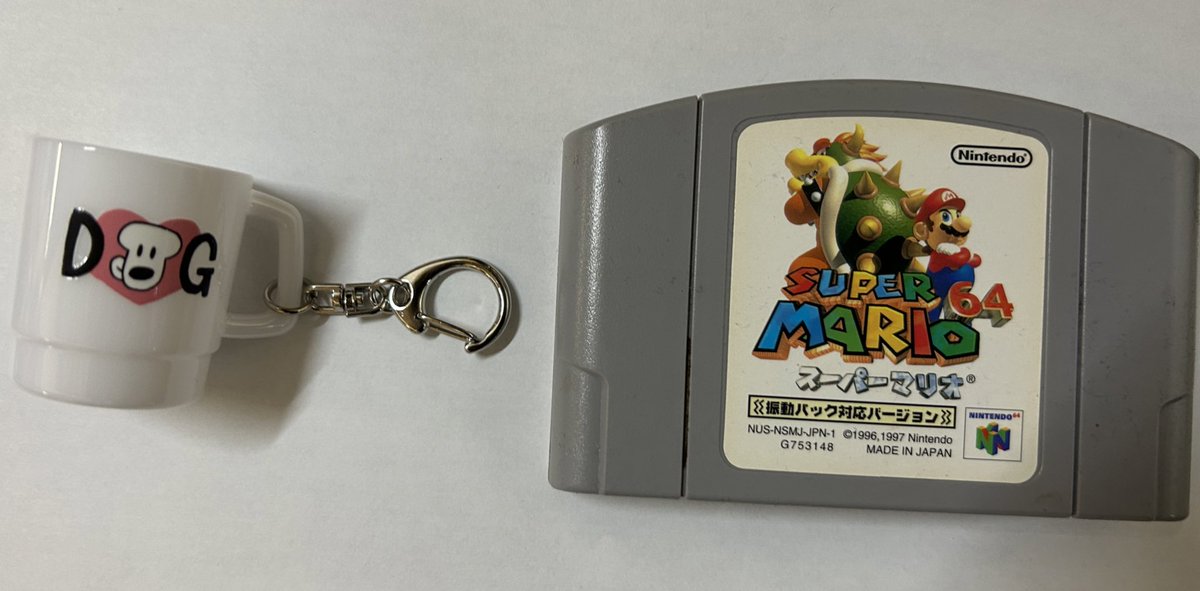 DOG
Nintendo®
SUPER
MARIO 64
スーパーマリオ®
振動パック対応バージョン
NUS-NSMJ-JPN-1 ©1996,1997 Nintendo
G753148 MADE IN JAPAN
NINTENDO64